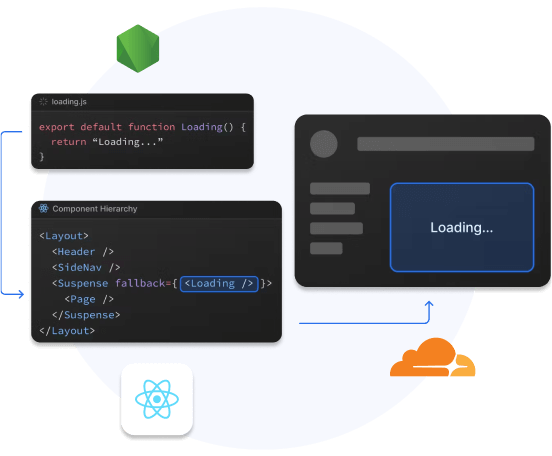 loading.js
export default function Loading() {
  return “Loading...”
}
Component Hierarchy
<Layout>
  <Header />
  <SideNav />
  <Suspense fallback={ <Loading /> }>
    <Page />
  </Suspense>
</Layout>
Loading...